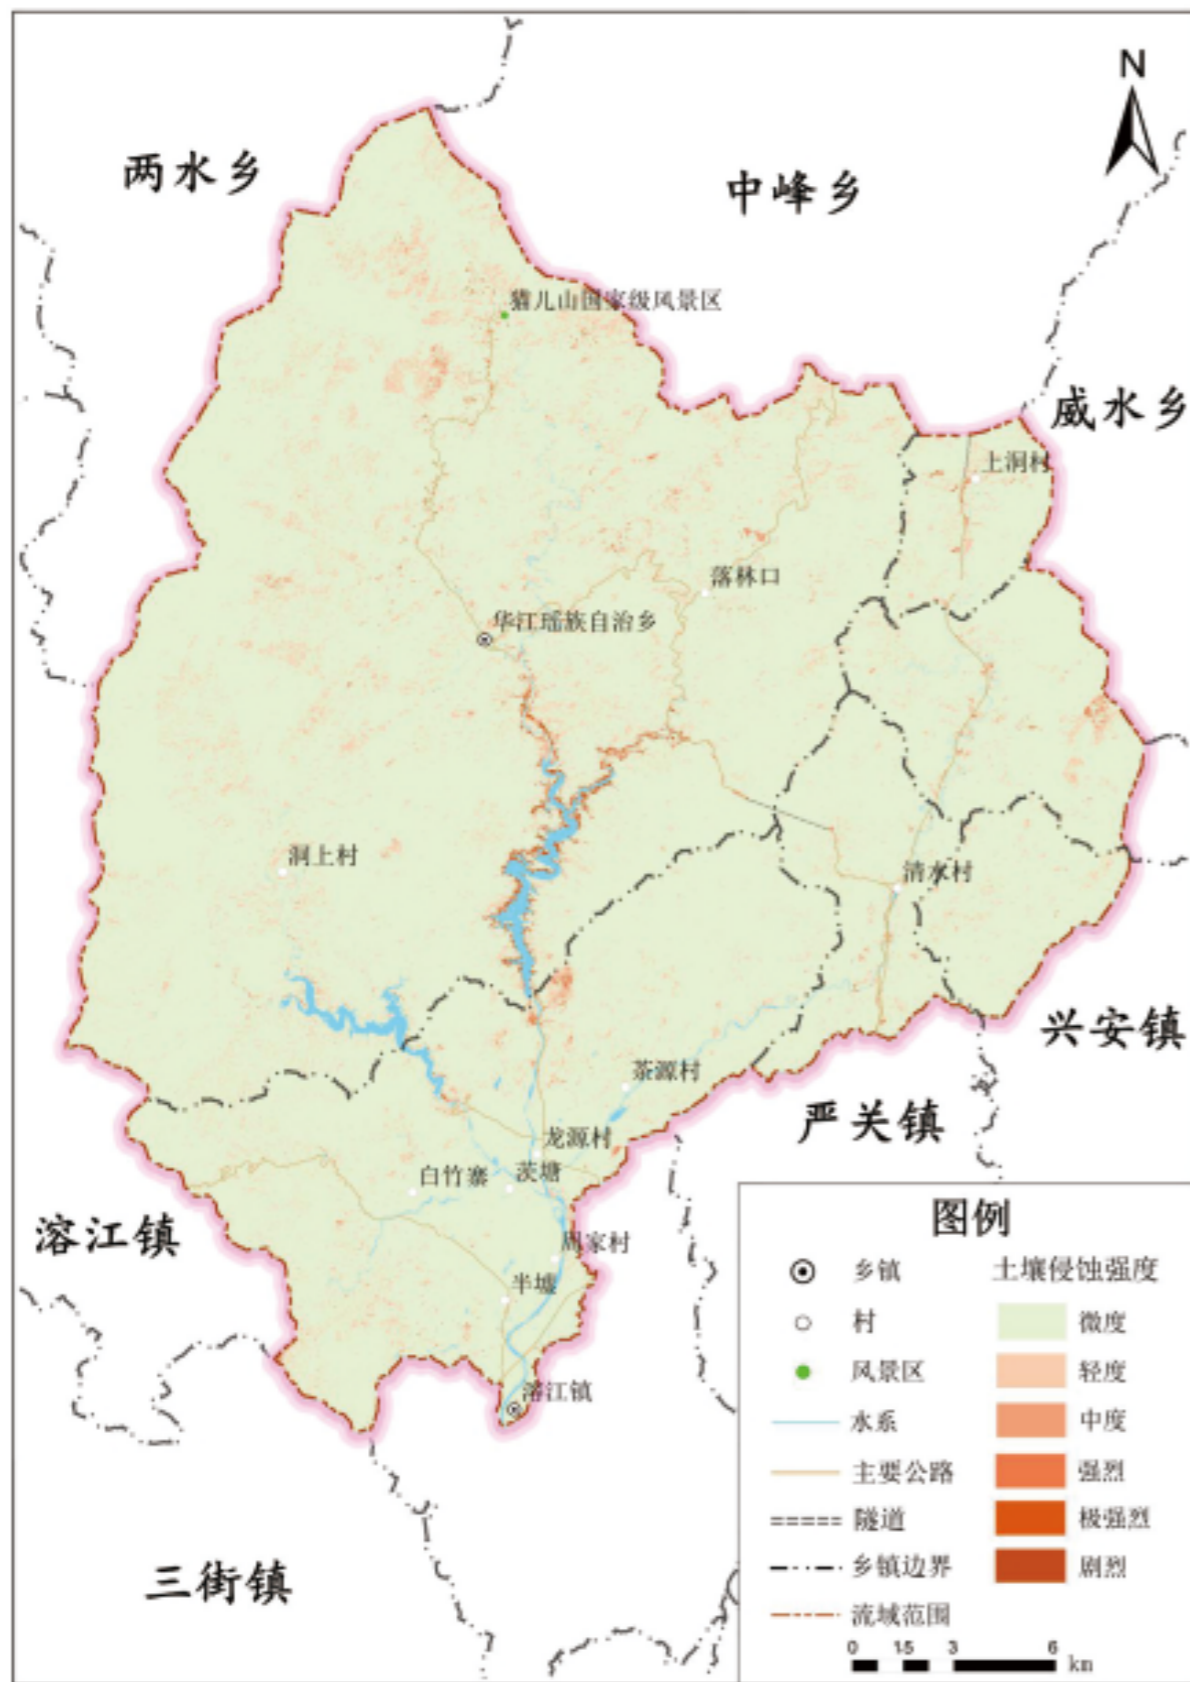 N
两水乡
中峰乡
猫儿山国家级风景区
威水乡
上洞村
落林口
华江瑶族自治乡
洞上村
清水村
兴安镇
茶源村
严关镇
龙源村
白竹寨
茨塘
溶江镇
周家村
半墟
溶江镇
三街镇
图例
乡镇
村
风景区
水系
主要公路
隧道
乡镇边界
流域范围
土壤侵蚀强度
微度
轻度
中度
强烈
极强烈
剧烈
0 1.5 3 6
km